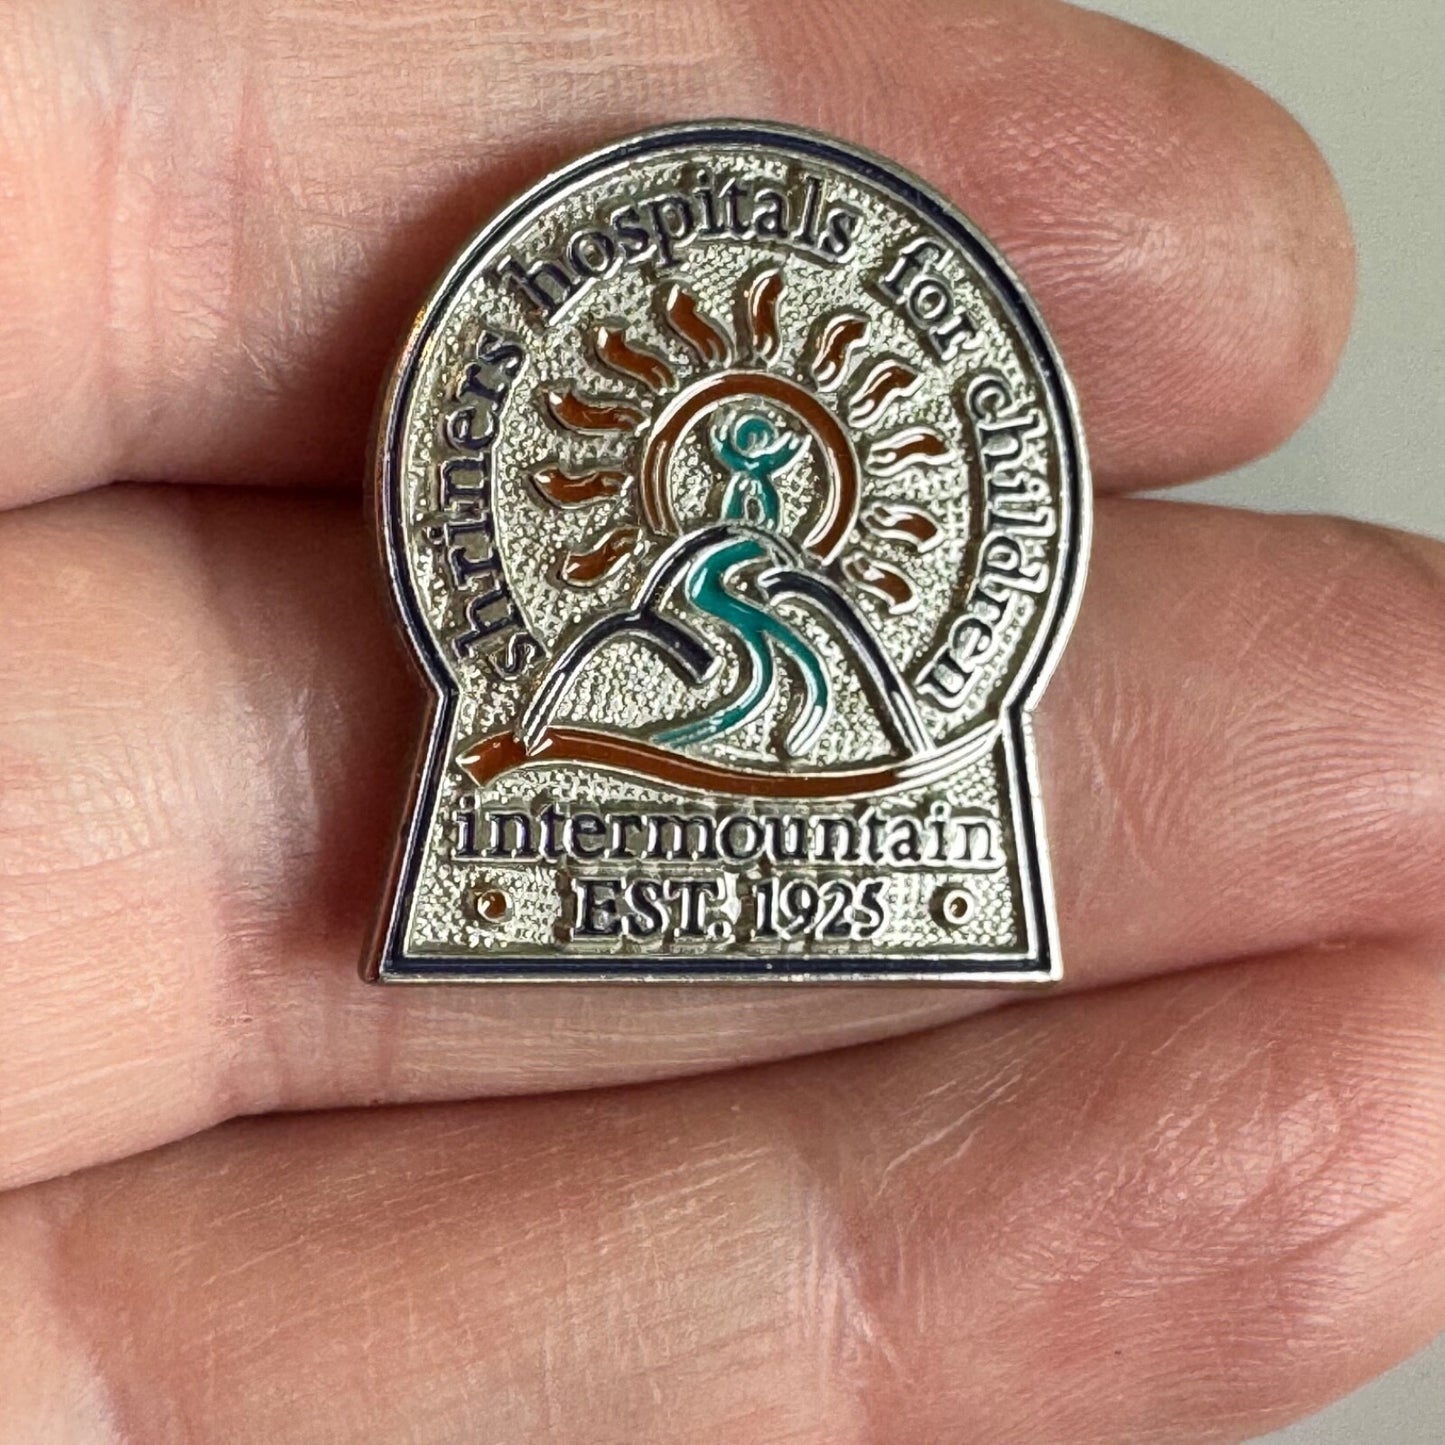 shriners hospitals for children
intermountain
EST. 1925